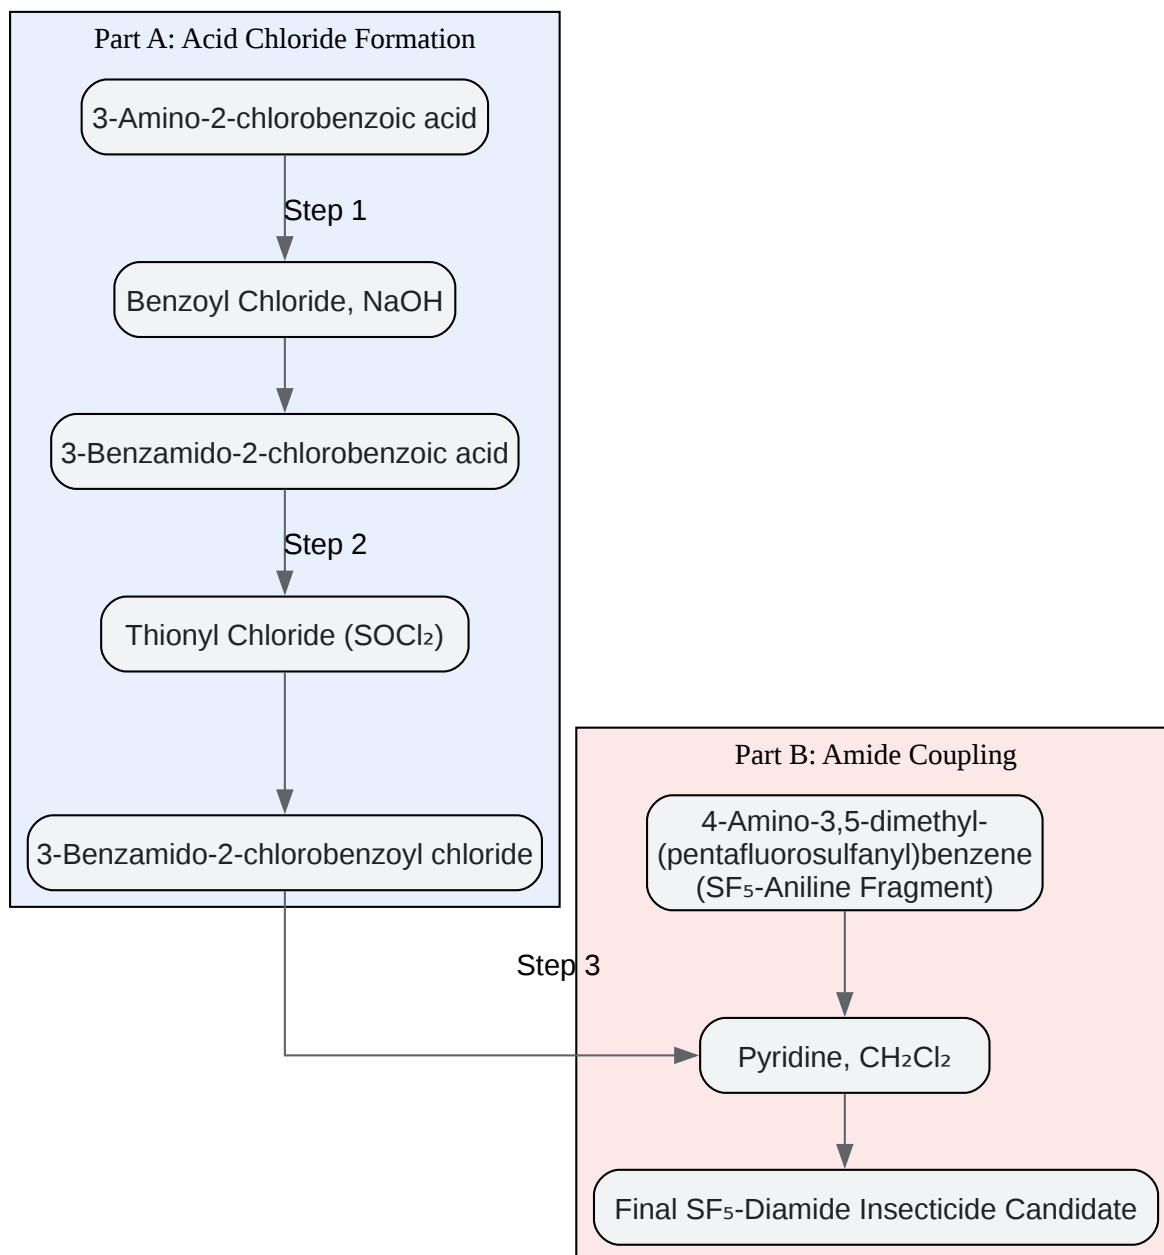 Part A: Acid Chloride Formation
3-Amino-2-chlorobenzoic acid
Step 1
Benzoyl Chloride, NaOH
3-Benzamido-2-chlorobenzoic acid
Step 2
Thionyl Chloride (SOCl₂)
3-Benzamido-2-chlorobenzoyl chloride
Part B: Amide Coupling
4-Amino-3,5-dimethyl-
(pentafluorosulfanyl)benzene
(SF₅-Aniline Fragment)
Step 3
Pyridine, CH₂Cl₂
Final SF₅-Diamide Insecticide Candidate